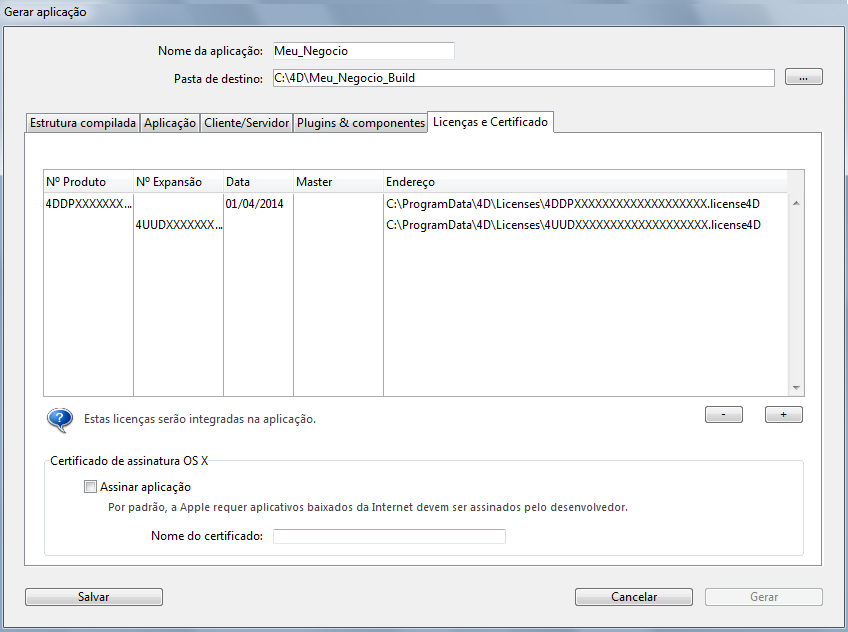 Gerar aplicação
Nome da aplicação: Meu_Negocio
Pasta de destino: C:\4D\Meu_Negocio_Build ...
Estrutura compilada Aplicação Cliente/Servidor Plugins & componentes Licenças e Certificado
Nº Produto Nº Expansão Data Master Endereço
4DDPXXXXXXX... 01/04/2014 C:\ProgramData\4D\Licenses\4DDPXXXXXXXXXXXXXXXXXXX.license4D
4UUDXXXXXXX... C:\ProgramData\4D\Licenses\4UUDXXXXXXXXXXXXXXXXXXX.license4D
? Estas licenças serão integradas na aplicação. - +
Certificado de assinatura OS X
Assinar aplicação
Por padrão, a Apple requer aplicativos baixados da Internet devem ser assinados pelo desenvolvedor.
Nome do certificado:
Salvar Cancelar Gerar